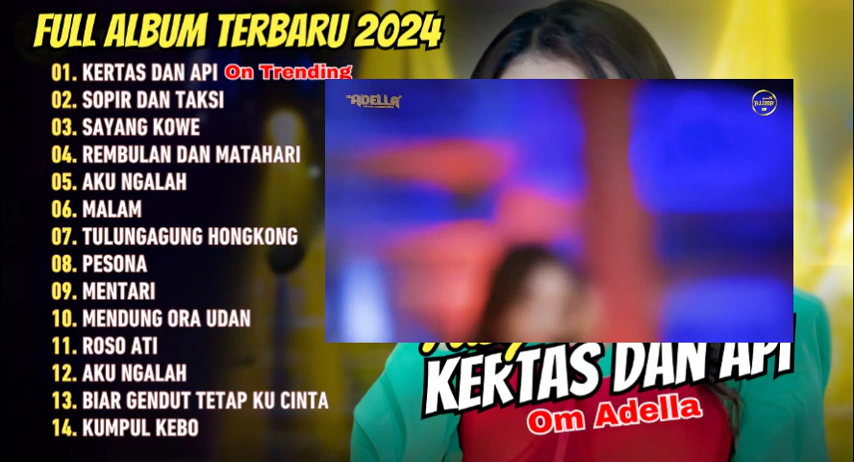 FULL ALBUM TERBARU 2024
01. KERTAS DAN API On Trending
02. SOPIR DAN TAKSI
03. SAYANG KOWE
04. REMBULAN DAN MATAHARI
05. AKU NGALAH
06. MALAM
07. TULUNGAGUNG HONGKONG
08. PESONA
09. MENTARI
10. MENDUNG ORA UDAN
11. ROSO ATI
12. AKU NGALAH
13. BIAR GENDUT TETAP KU CINTA
14. KUMPUL KEBO
ADELLA
KERTAS DAN API
Om Adella